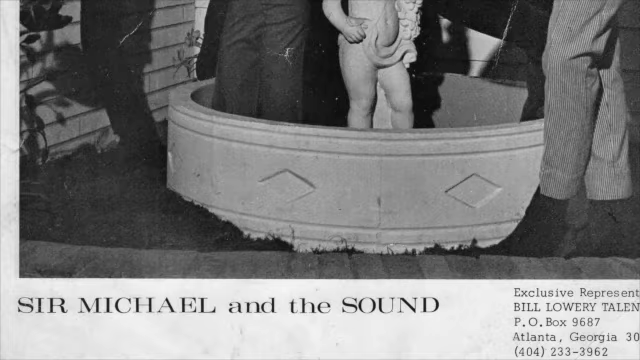 SIR MICHAEL and the SOUND
Exclusive Represent
BILL LOWERY TALEN
P.O.Box 9687
Atlanta, Georgia 30
(404) 233-3962